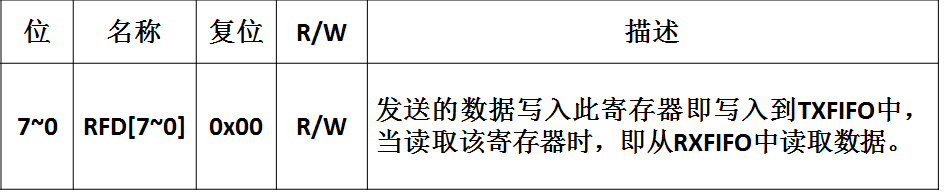 位 名称 复位 R/W 描述
7~0 RFD[7~0] 0x00 R/W 发送的数据写入此寄存器即写入到TXFIFO中，
当读取该寄存器时，即从RXFIFO中读取数据。